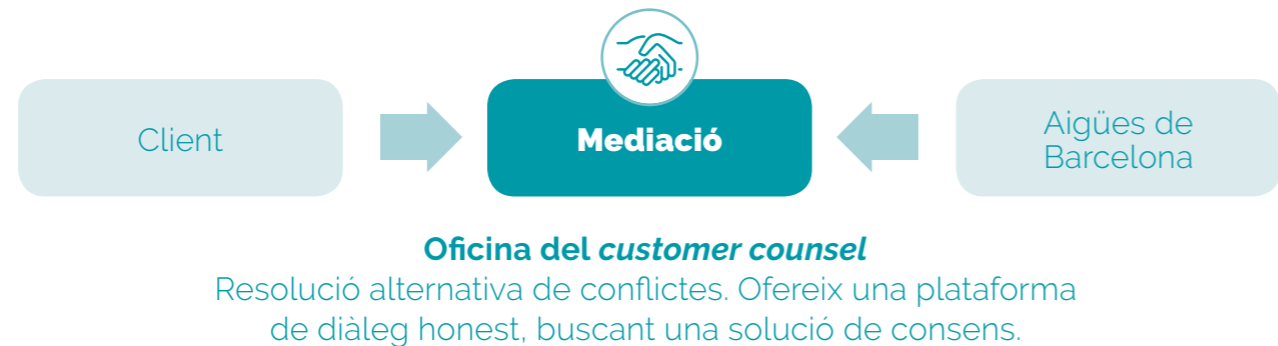 Client
Mediació
Aigües de
Barcelona
Oficina del customer counsel
Resolució alternativa de conflictes. Ofereix una plataforma
de diàleg honest, buscant una solució de consens.